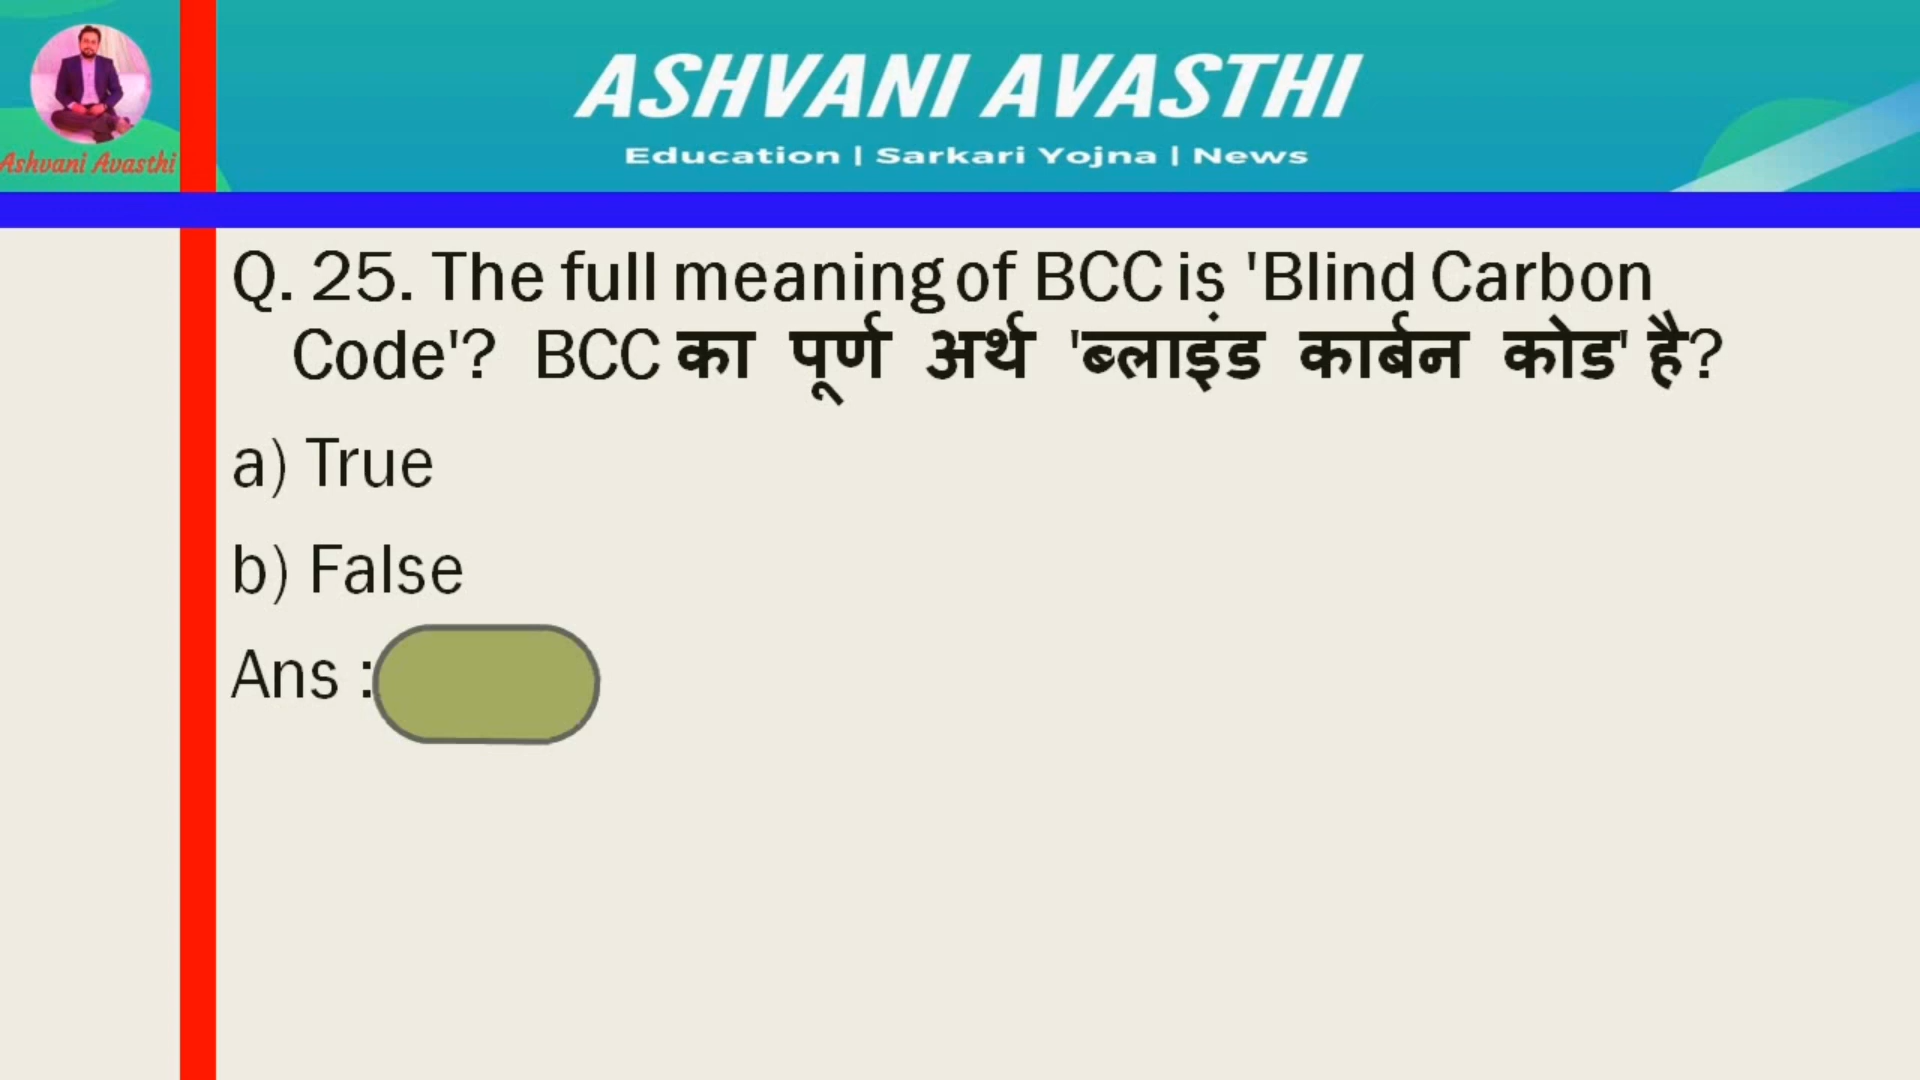 ASHVANI AVASTHI
Education | Sarkari Yojna | News
Ashvani Avasthi
Q. 25. The full meaning of BCC is 'Blind Carbon
Code'? BCC का पूर्ण अर्थ 'ब्लाइंड कार्बन कोड' है?
a) True
b) False
Ans :